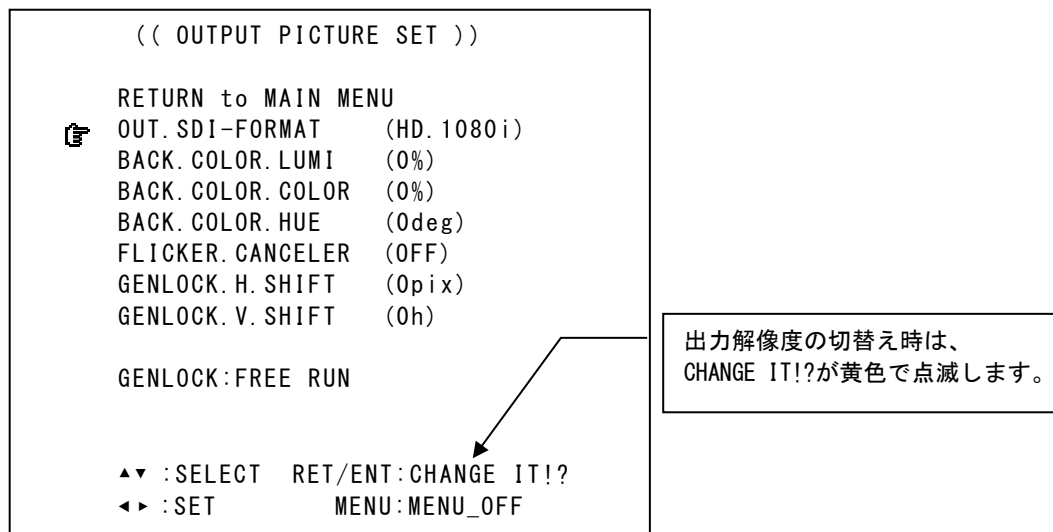 (( OUTPUT PICTURE SET ))
RETURN to MAIN MENU
OUT.SDI-FORMAT (HD.1080i)
BACK.COLOR.LUMI (0%)
BACK.COLOR.COLOR (0%)
BACK.COLOR.HUE (0deg)
FLICKER.CANCELER (OFF)
GENLOCK.H.SHIFT (0pix)
GENLOCK.V.SHIFT (0h)
GENLOCK:FREE RUN
▲▼ :SELECT RET/ENT:CHANGE IT!?
◀▶ :SET MENU:MENU_OFF
出力解像度の切替え時は、
CHANGE IT!?が黄色で点滅します。